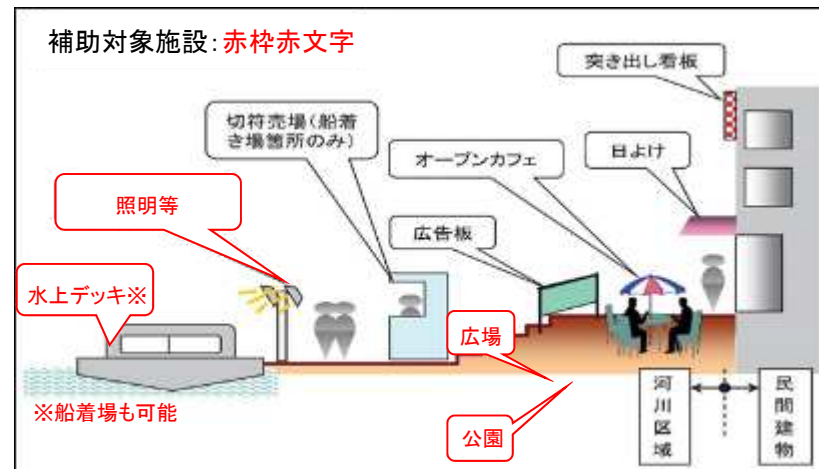 補助対象施設：赤枠赤文字
突き出し看板
切符売場（船着
き場箇所のみ）
オープンカフェ
日よけ
照明等
広告板
水上デッキ※
広場
※船着場も可能
公園
河川区域
民間建物